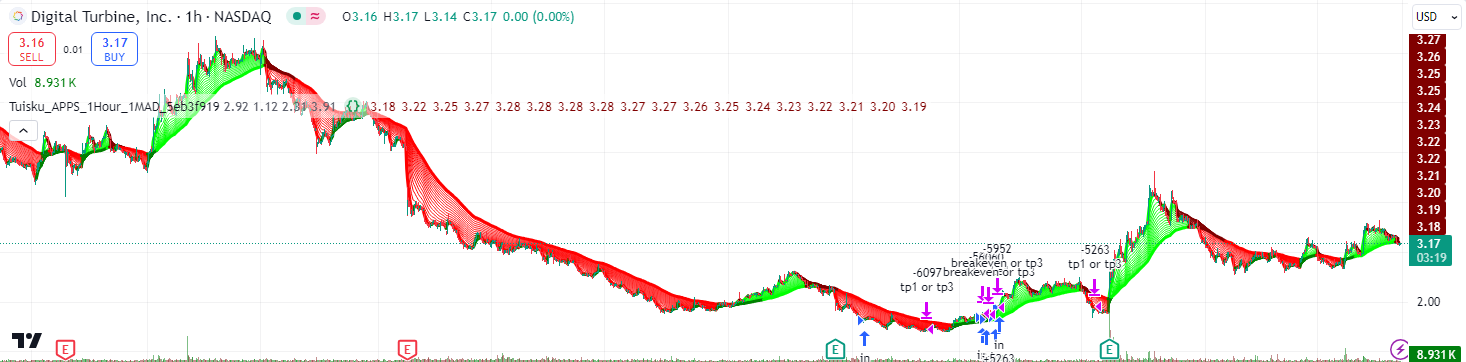 Digital Turbine, Inc. · 1h · NASDAQ O3.16 H3.17 L3.14 C3.17 0.00 (0.00%)
USD
3.16 SELL
0.01
3.17 BUY
Vol 8.931 K
Tuisku_APPS_1Hour_1MAD_5eb3f919 2.92 1.12 2.31 3.91 {} 3.18 3.22 3.25 3.27 3.28 3.28 3.28 3.28 3.27 3.27 3.26 3.25 3.24 3.23 3.22 3.21 3.20 3.19
3.27
3.26
3.25
3.25
3.24
3.23
3.22
3.22
3.21
3.20
3.19
3.18
3.17
03:19
2.00
8.931 K
-5952
breakeven or tp3
-6097
breakeven or tp3
tp1 or tp3
-5263
tp1 or tp3
in
in
-5263
E
E
E
E